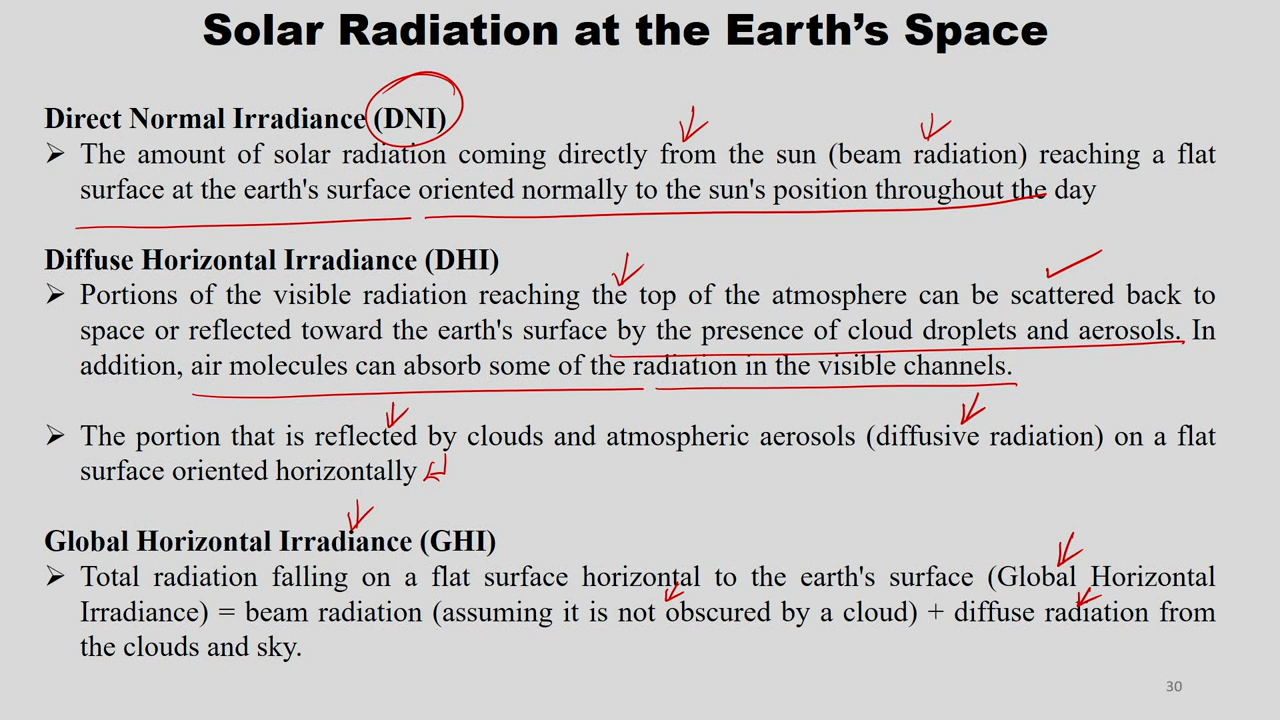 Solar Radiation at the Earth’s Space
Direct Normal Irradiance (DNI)
➢ The amount of solar radiation coming directly from the sun (beam radiation) reaching a flat
surface at the earth's surface oriented normally to the sun's position throughout the day
Diffuse Horizontal Irradiance (DHI)
➢ Portions of the visible radiation reaching the top of the atmosphere can be scattered back to
space or reflected toward the earth's surface by the presence of cloud droplets and aerosols. In
addition, air molecules can absorb some of the radiation in the visible channels.
➢ The portion that is reflected by clouds and atmospheric aerosols (diffusive radiation) on a flat
surface oriented horizontally
Global Horizontal Irradiance (GHI)
➢ Total radiation falling on a flat surface horizontal to the earth's surface (Global Horizontal
Irradiance) = beam radiation (assuming it is not obscured by a cloud) + diffuse radiation from
the clouds and sky.
30